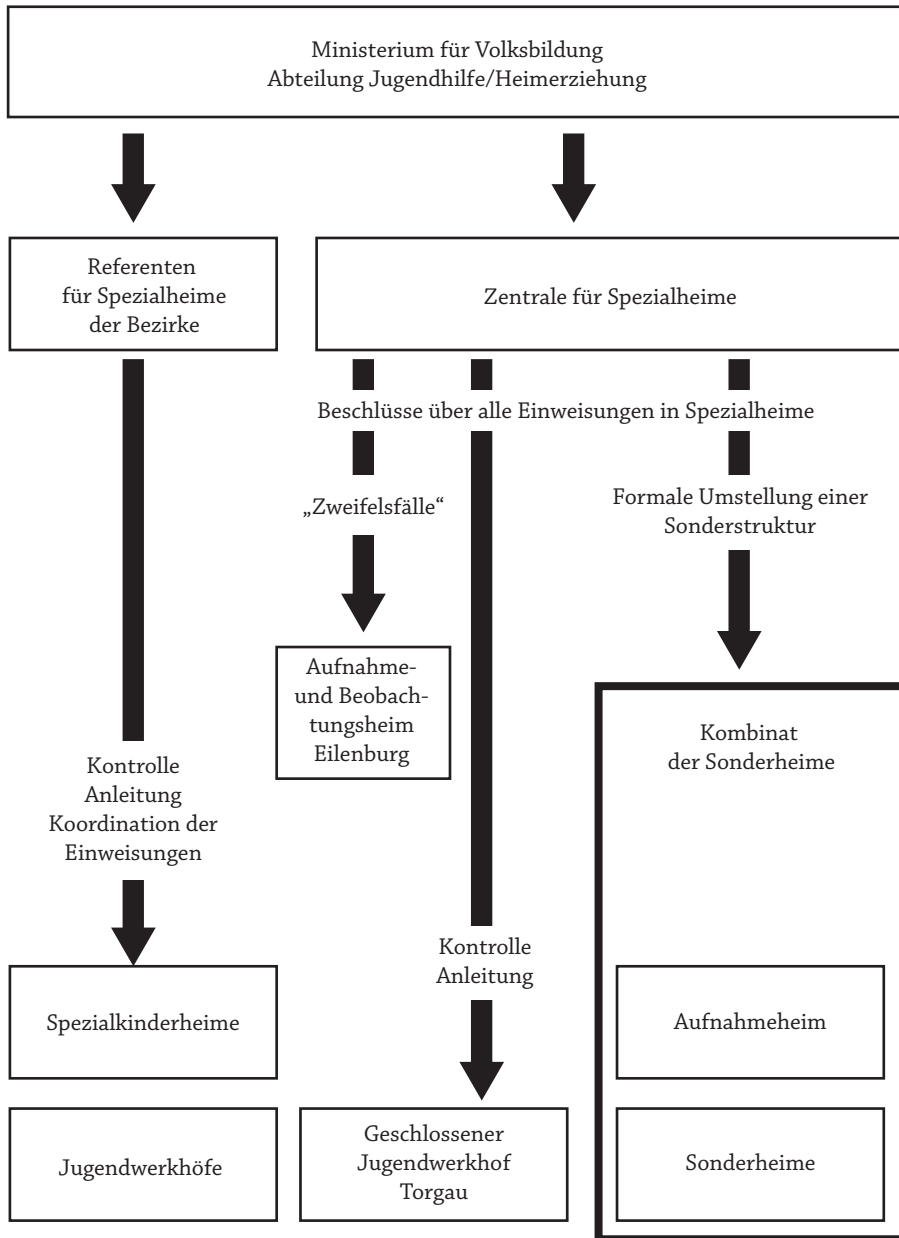 Ministerium für Volksbildung
Abteilung Jugendhilfe/Heimerziehung
Referenten
für Spezialheime
der Bezirke
Zentrale für Spezialheime
Beschlüsse über alle Einweisungen in Spezialheime
„Zweifelsfälle“
Formale Umstellung einer
Sonderstruktur
Aufnahme-
und Beobach-
tungsheim
Eilenburg
Kombinat
der Sonderheime
Kontrolle
Anleitung
Koordination der
Einweisungen
Kontrolle
Anleitung
Spezialkinderheime
Aufnahmeheim
Jugendwerkhöfe
Geschlossener
Jugendwerkhof
Torgau
Sonderheime